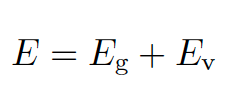 E = E_g + E_v